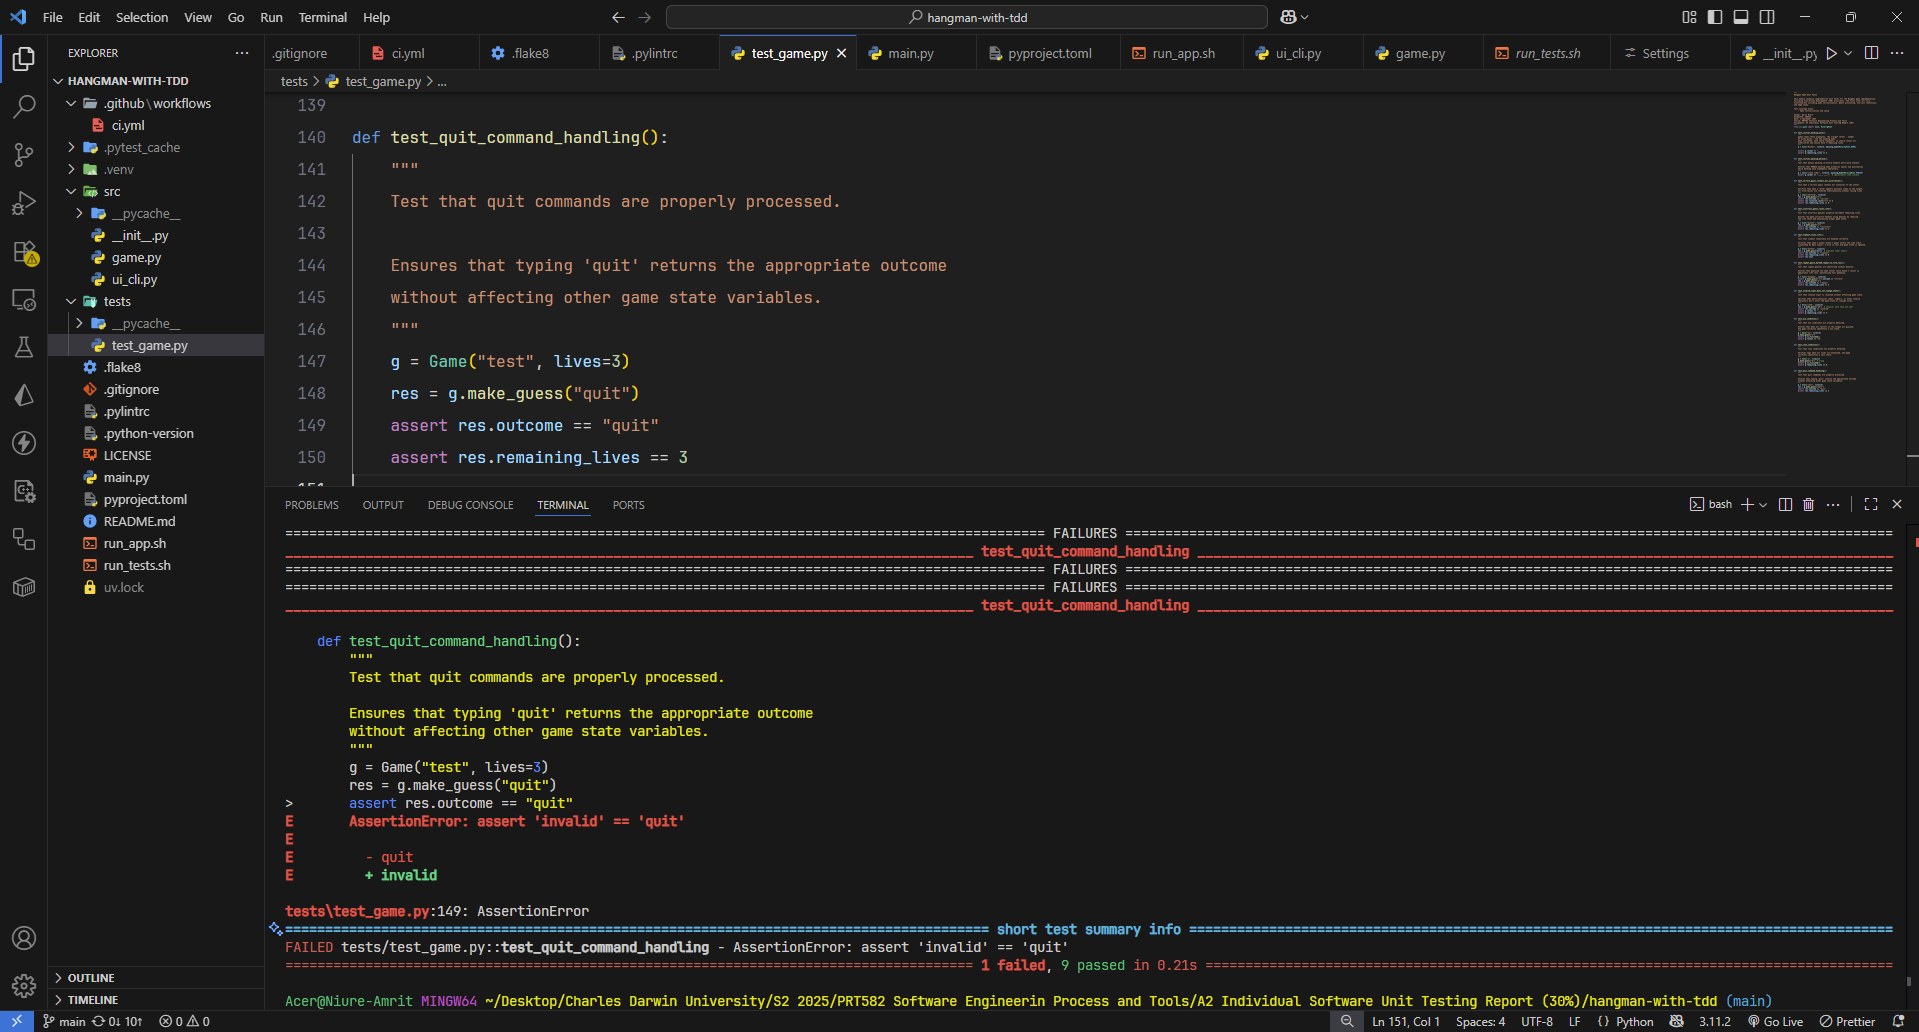 File Edit Selection View Go Run Terminal Help
hangman-with-tdd
EXPLORER
HANGMAN-WITH-TDD
.github\workflows
ci.yml
.pytest_cache
.venv
src
__pycache__
__init__.py
game.py
ui_cli.py
tests
__pycache__
test_game.py
.flake8
.gitignore
.pylintrc
.python-version
LICENSE
main.py
pyproject.toml
README.md
run_app.sh
run_tests.sh
uv.lock
OUTLINE
TIMELINE
.gitignore ci.yml .flake8 .pylintrc test_game.py main.py pyproject.toml run_app.sh ui_cli.py game.py run_tests.sh Settings __init__.py
tests > test_game.py > ...
139
140 def test_quit_command_handling():
141 """
142 Test that quit commands are properly processed.
143
144 Ensures that typing 'quit' returns the appropriate outcome
145 without affecting other game state variables.
146 """
147 g = Game("test", lives=3)
148 res = g.make_guess("quit")
149 assert res.outcome == "quit"
150 assert res.remaining_lives == 3
151
PROBLEMS OUTPUT DEBUG CONSOLE TERMINAL PORTS
bash
FAILURES
test_quit_command_handling
FAILURES
FAILURES
test_quit_command_handling
def test_quit_command_handling():
"""
Test that quit commands are properly processed.
Ensures that typing 'quit' returns the appropriate outcome
without affecting other game state variables.
"""
g = Game("test", lives=3)
res = g.make_guess("quit")
> assert res.outcome == "quit"
E AssertionError: assert 'invalid' == 'quit'
E
E - quit
E + invalid
tests\test_game.py:149: AssertionError
short test summary info
FAILED tests/test_game.py::test_quit_command_handling - AssertionError: assert 'invalid' == 'quit'
1 failed, 9 passed in 0.21s
Acer@Niure-Amrit MINGW64 ~/Desktop/Charles Darwin University/S2 2025/PRT582 Software Engineerin Process and Tools/A2 Individual Software Unit Testing Report (30%)/hangman-with-tdd (main)
main 0↓ 10↑ 0 0 Ln 151, Col 1 Spaces: 4 UTF-8 LF {} Python 3.11.2 Go Live Prettier